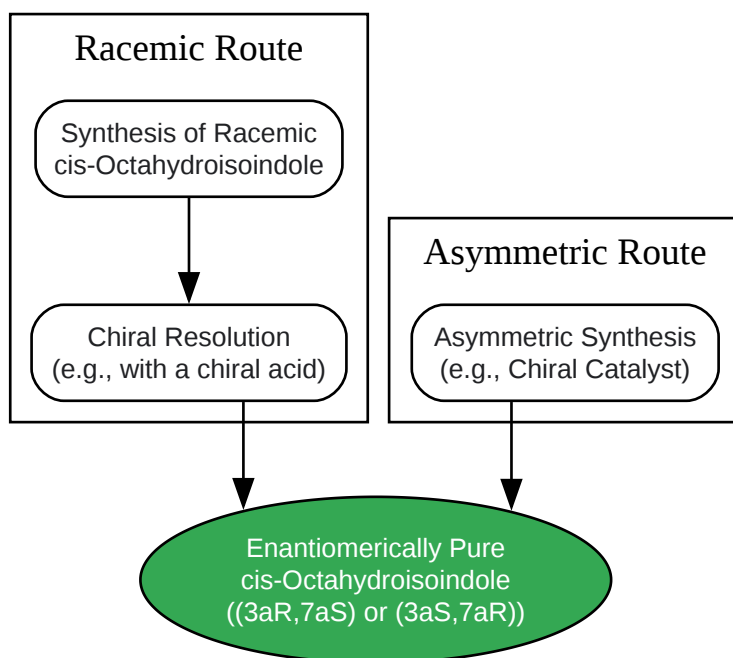 Racemic Route
Synthesis of Racemic
cis-Octahydroisoindole
Chiral Resolution
(e.g., with a chiral acid)
Asymmetric Route
Asymmetric Synthesis
(e.g., Chiral Catalyst)
Enantiomerically Pure
cis-Octahydroisoindole
((3aR,7aS) or (3aS,7aR))